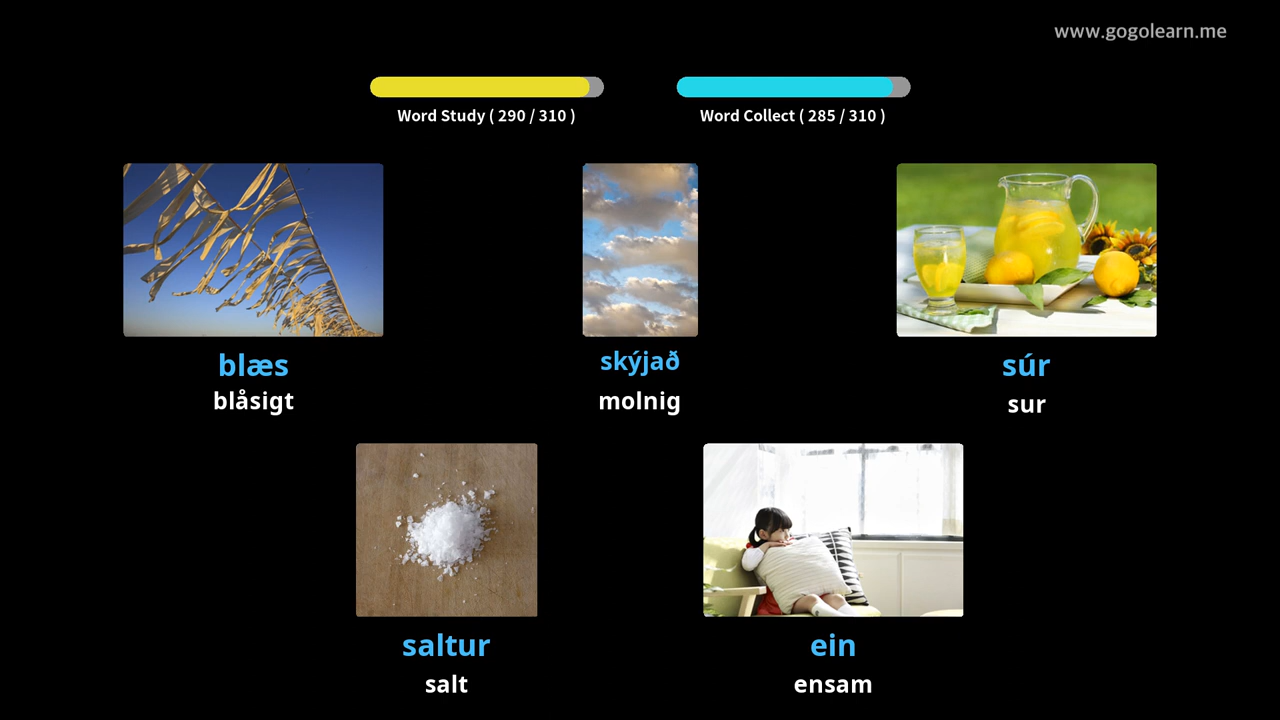 www.gogolearn.me
Word Study ( 290 / 310 )
Word Collect ( 285 / 310 )
blæs
blåsigt
skýjað
molnig
súr
sur
saltur
salt
ein
ensam